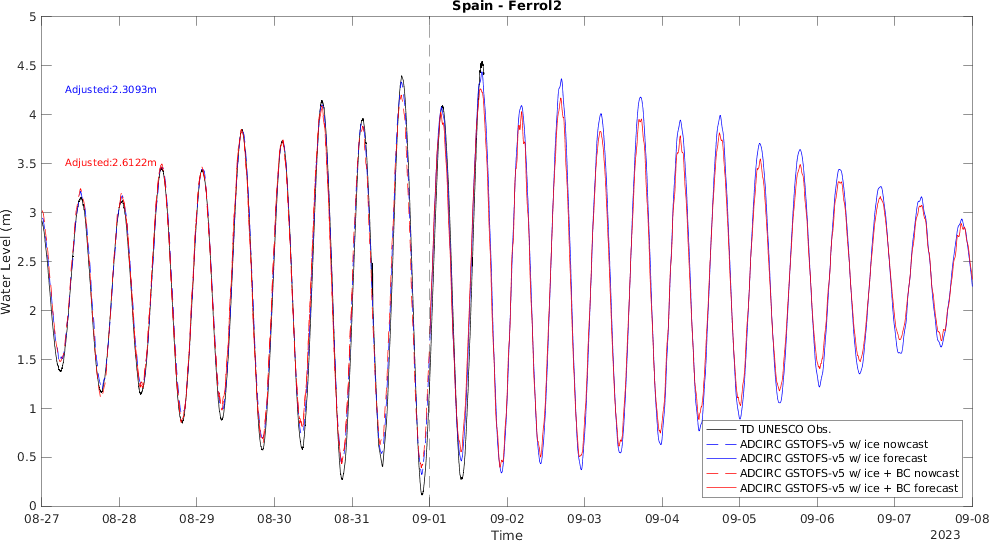 Spain - Ferrol2
5
4.5
4
3.5
3
2.5
2
1.5
1
0.5
0
Water Level (m)
Adjusted:2.3093m
Adjusted:2.6122m
TD UNESCO Obs.
ADCIRC GSTOFS-v5 w/ ice nowcast
ADCIRC GSTOFS-v5 w/ ice forecast
ADCIRC GSTOFS-v5 w/ ice + BC nowcast
ADCIRC GSTOFS-v5 w/ ice + BC forecast
08-27 08-28 08-29 08-30 08-31 09-01 09-02 09-03 09-04 09-05 09-06 09-07 09-08
Time
2023